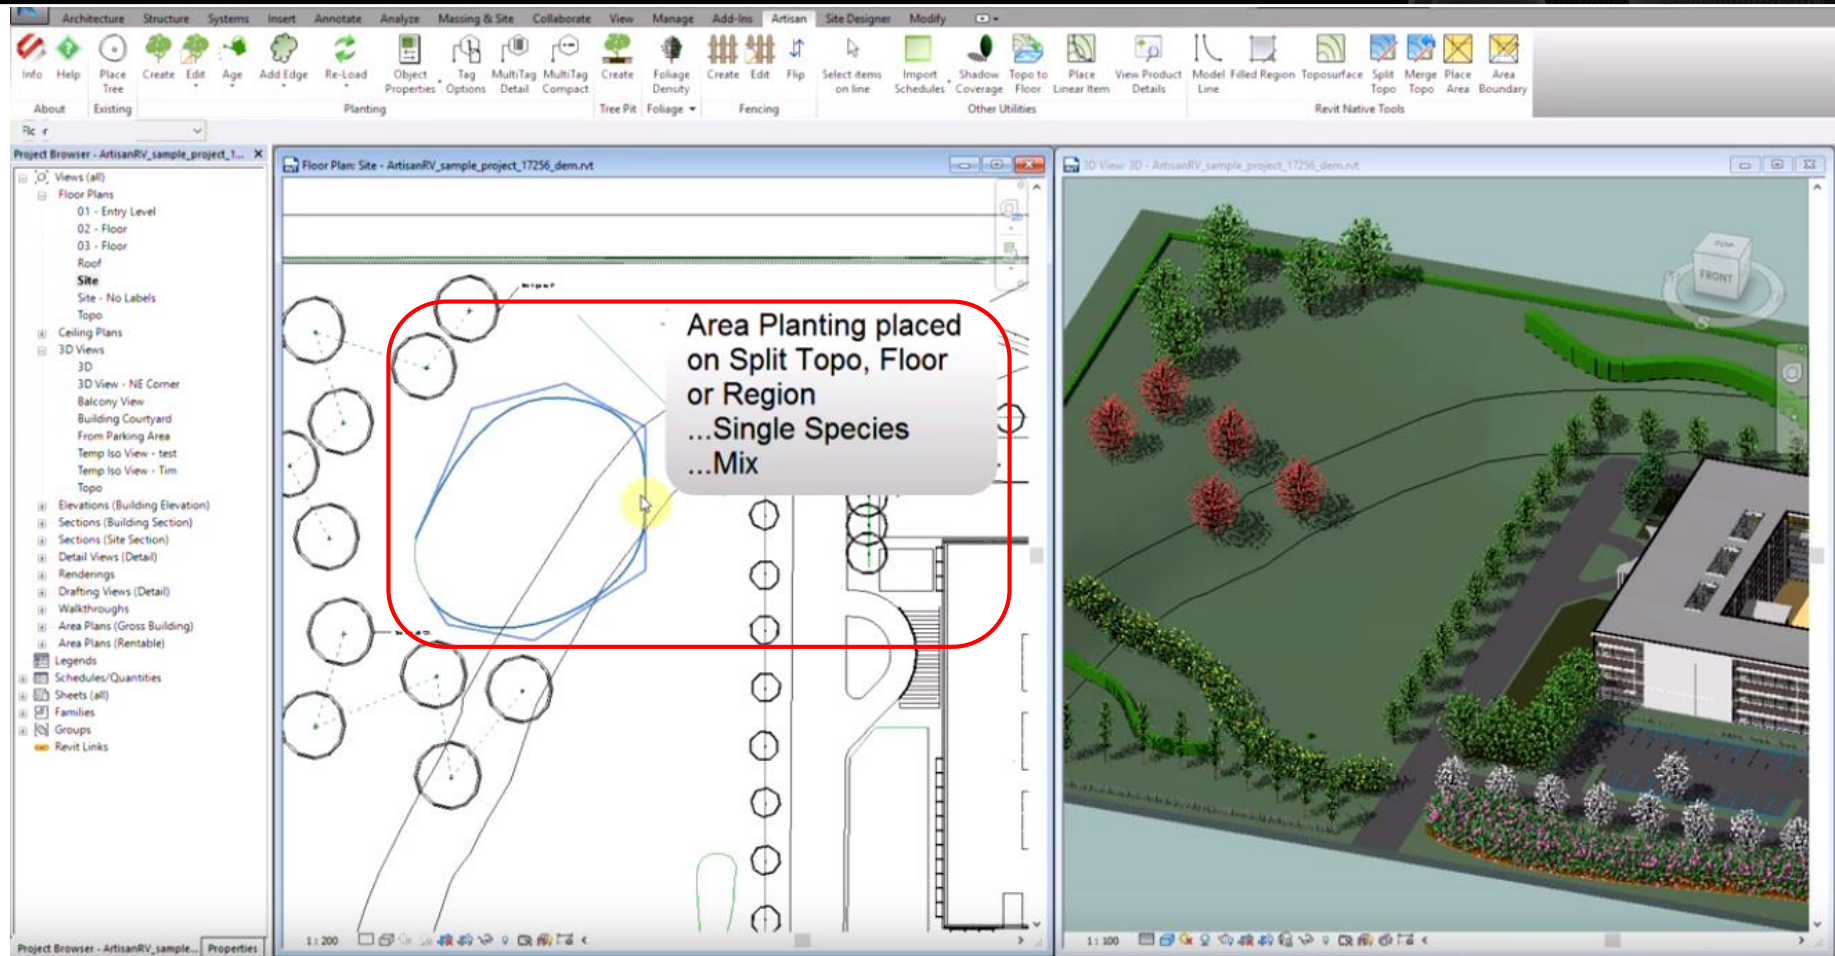 Architecture Structure Systems Insert Annotate Analyze Massing & Site Collaborate View Manage Add-Ins Artisan Site Designer Modify
Info Help Place Tree Create Edit Age Add Edge Re-Load Object Properties Tag Options MultiTag Detail MultiTag Compact Create Foliage Density Create Edit Flip Select items on line Import Schedules Shadow Coverage Topo to Floor Place Linear Item View Product Details Model Line Filled Region Toposurface Split Topo Merge Topo Place Area Area Boundary
About Existing Planting Tree Pit Foliage Fencing Other Utilities Revit Native Tools
Project Browser - ArtisanRV_sample_project_1...
Views (all)
Floor Plans
01 - Entry Level
02 - Floor
03 - Floor
Roof
Site
Site - No Labels
Topo
Ceiling Plans
3D Views
3D
3D View - NE Corner
Balcony View
Building Courtyard
From Parking Area
Temp Iso View - test
Temp Iso View - Tim
Topo
Elevations (Building Elevation)
Sections (Building Section)
Sections (Site Section)
Detail Views (Detail)
Renderings
Drafting Views (Detail)
Walkthroughs
Area Plans (Gross Building)
Area Plans (Rentable)
Legends
Schedules/Quantities
Sheets (all)
Families
Groups
Revit Links
Project Browser - ArtisanRV_sample... Properties
Floor Plan: Site - ArtisanRV_sample_project_17256_dem.rvt
Area Planting placed
on Split Topo, Floor
or Region
...Single Species
...Mix
1 : 200
3D View: 3D - ArtisanRV_sample_project_17256_dem.rvt
FRONT
S
1 : 100